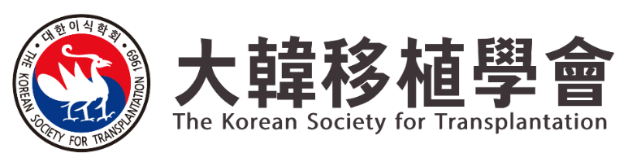 · 대한이식학회 · 1969
THE KOREAN SOCIETY FOR TRANSPLANTATION
大韓移植學會
The Korean Society for Transplantation